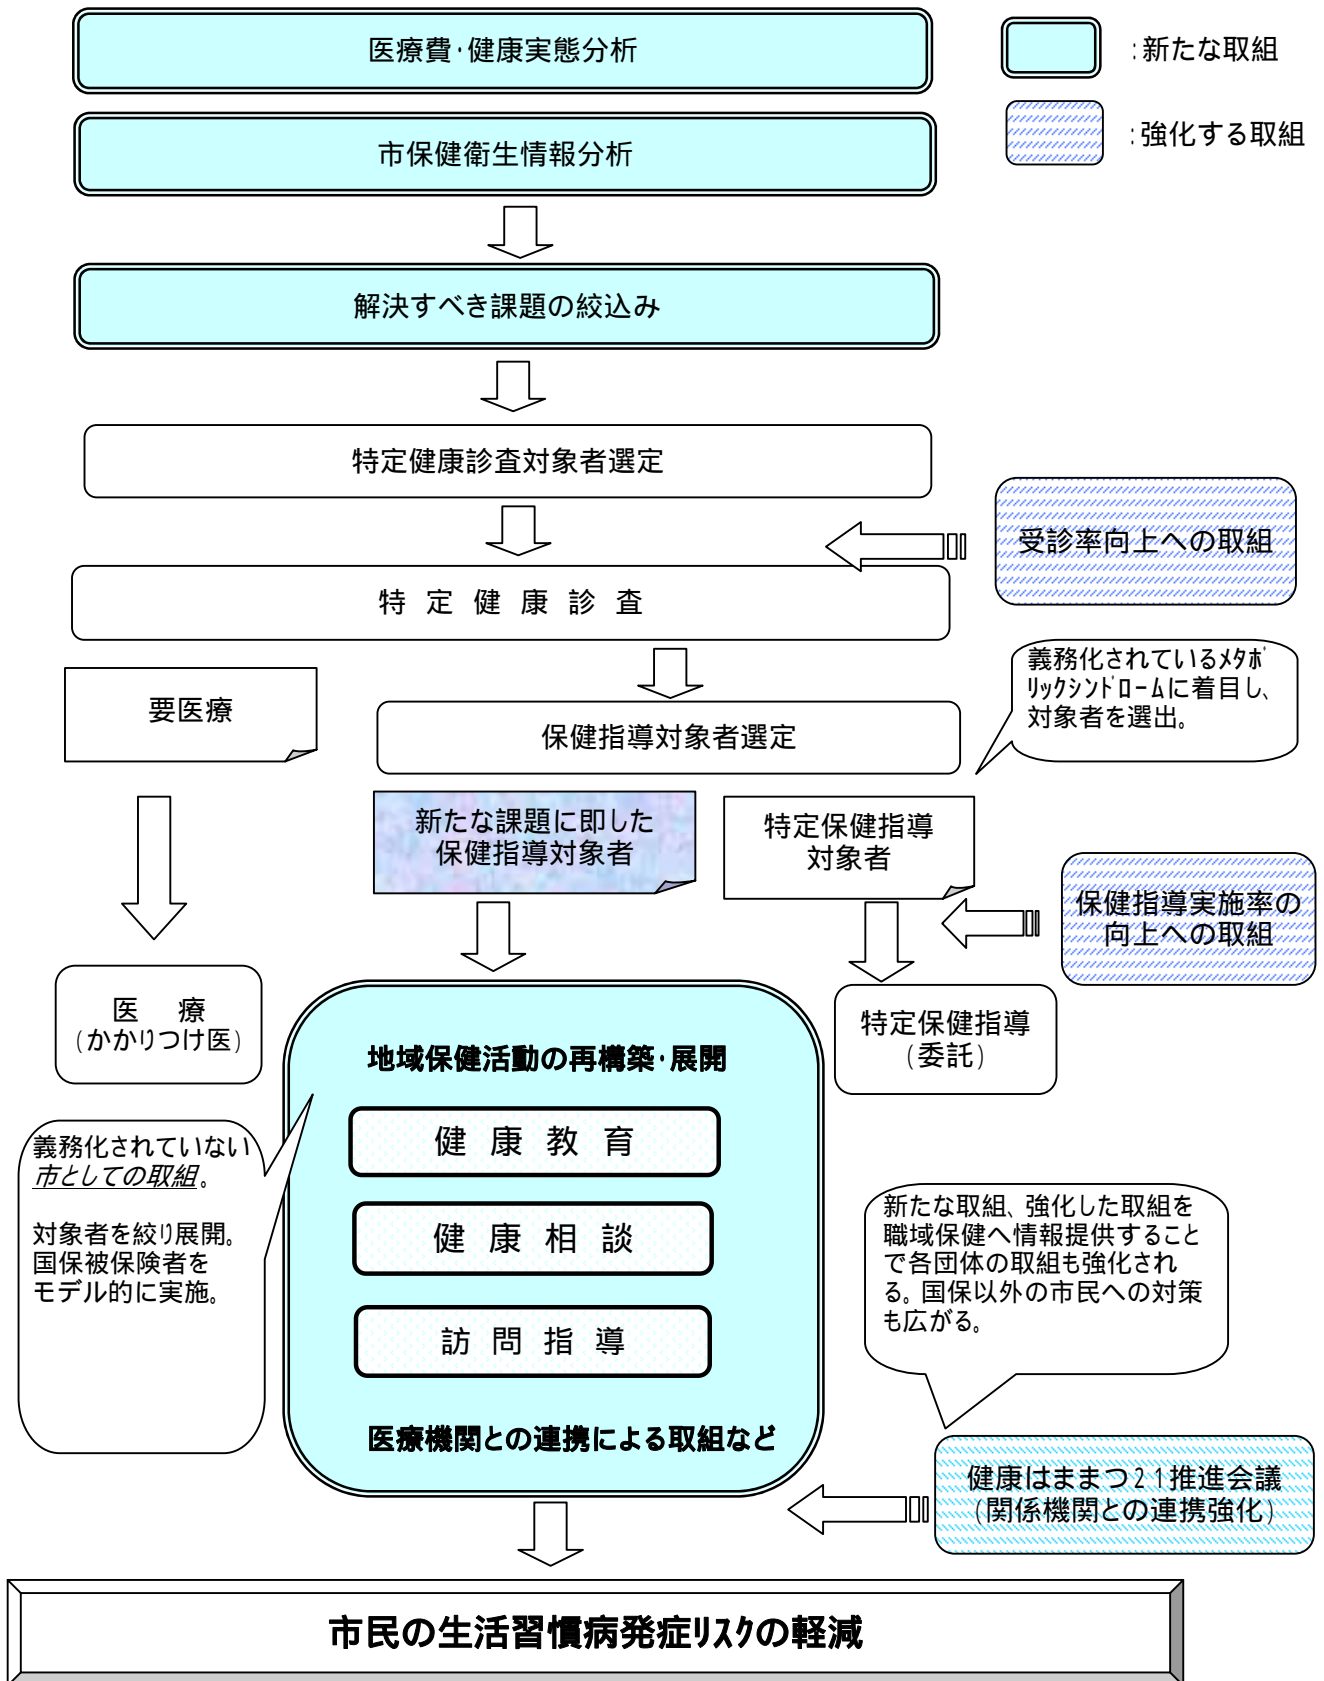 医療費・健康実態分析
:新たな取組
市保健衛生情報分析
:強化する取組
解決すべき課題の絞込み
特定健康診査対象者選定
受診率向上への取組
特 定 健 康 診 査
義務化されているﾒﾀﾎﾞ
ﾘｯｸｼﾝﾄﾞﾛｰﾑに着目し、
対象者を選出。
要医療
保健指導対象者選定
新たな課題に即した
保健指導対象者
特定保健指導
対象者
保健指導実施率の
向上への取組
医　療
(かかりつけ医)
特定保健指導
(委託)
地域保健活動の再構築・展開
健 康 教 育
健 康 相 談
訪 問 指 導
医療機関との連携による取組など
義務化されていない
市としての取組。
対象者を絞り展開。
国保被保険者を
モデル的に実施。
新たな取組、強化した取組を
職域保健へ情報提供すること
で各団体の取組も強化され
る。国保以外の市民への対策
も広がる。
健康はままつ21推進会議
(関係機関との連携強化)
市民の生活習慣病発症ﾘｽｸの軽減